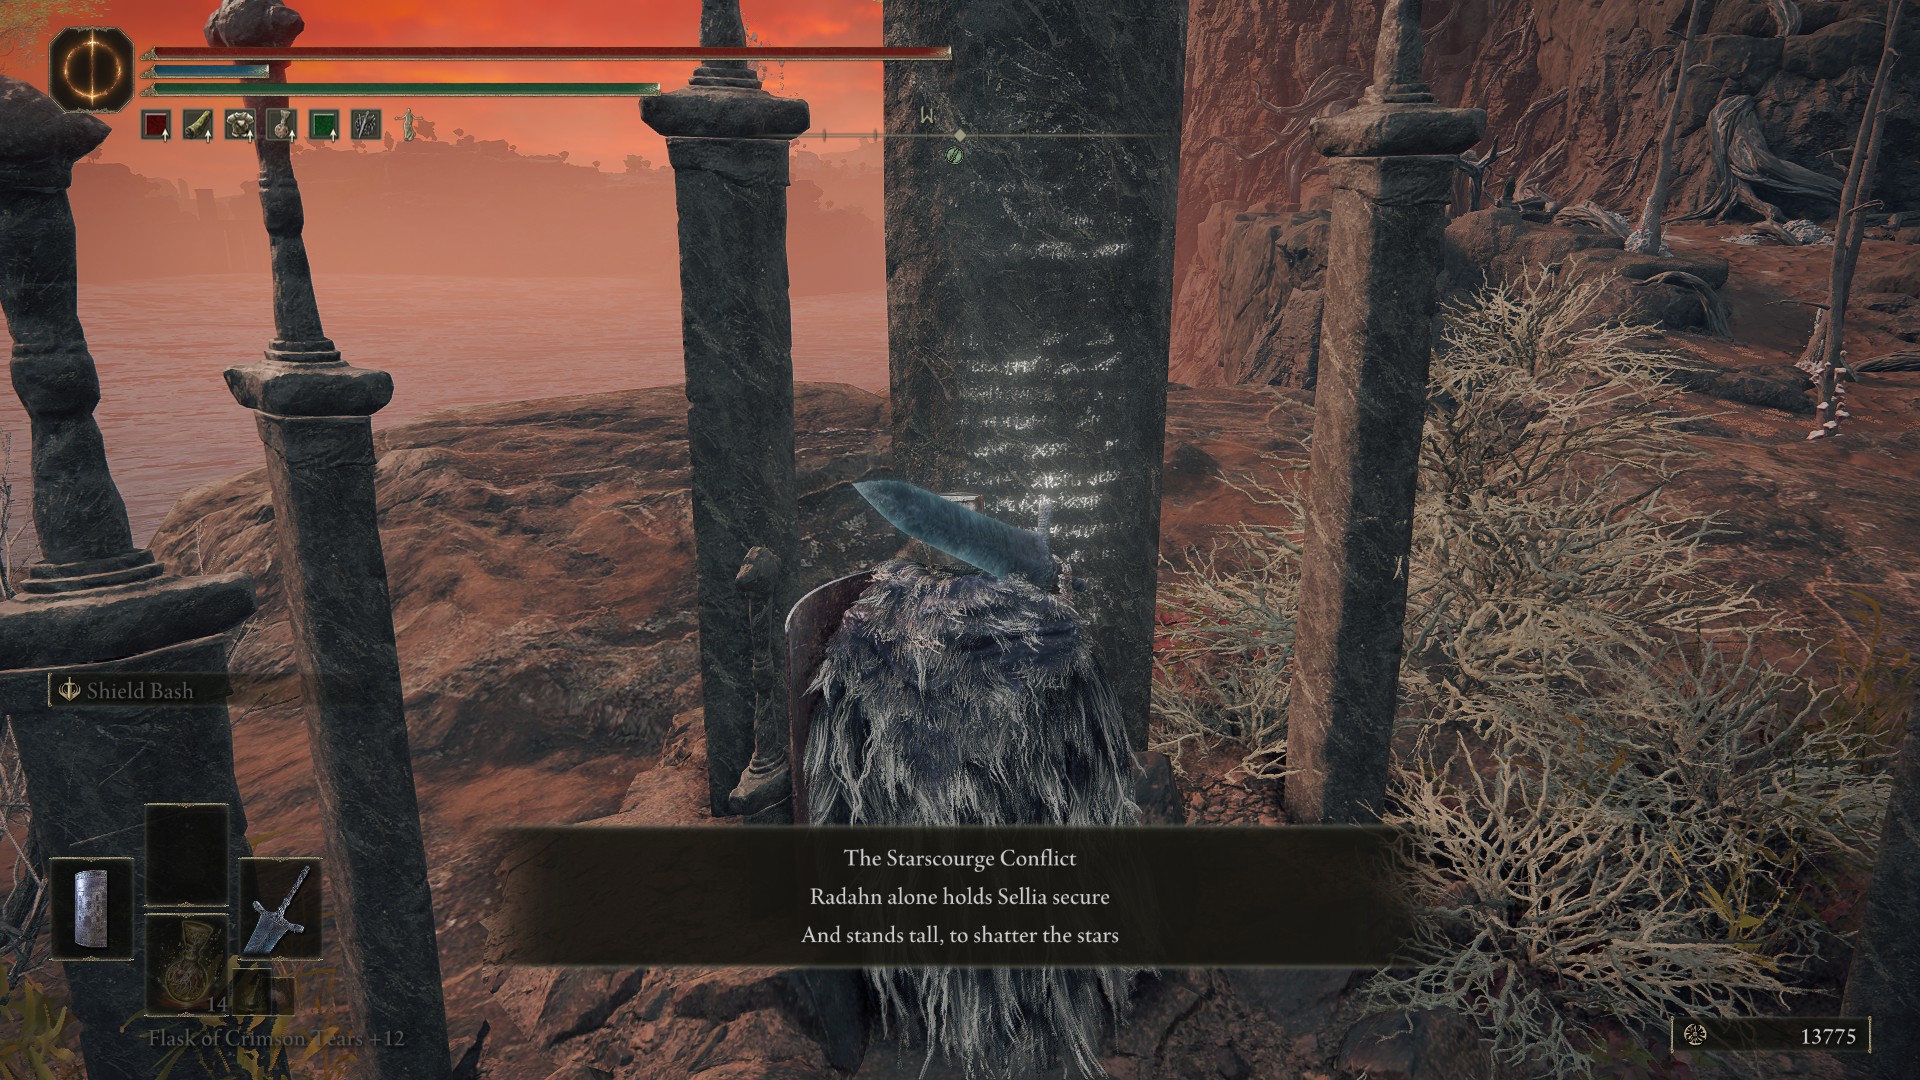 W
Shield Bash
The Starscourge Conflict
Radahn alone holds Sellia secure
And stands tall, to shatter the stars
14
Flask of Crimson Tears +12
13775